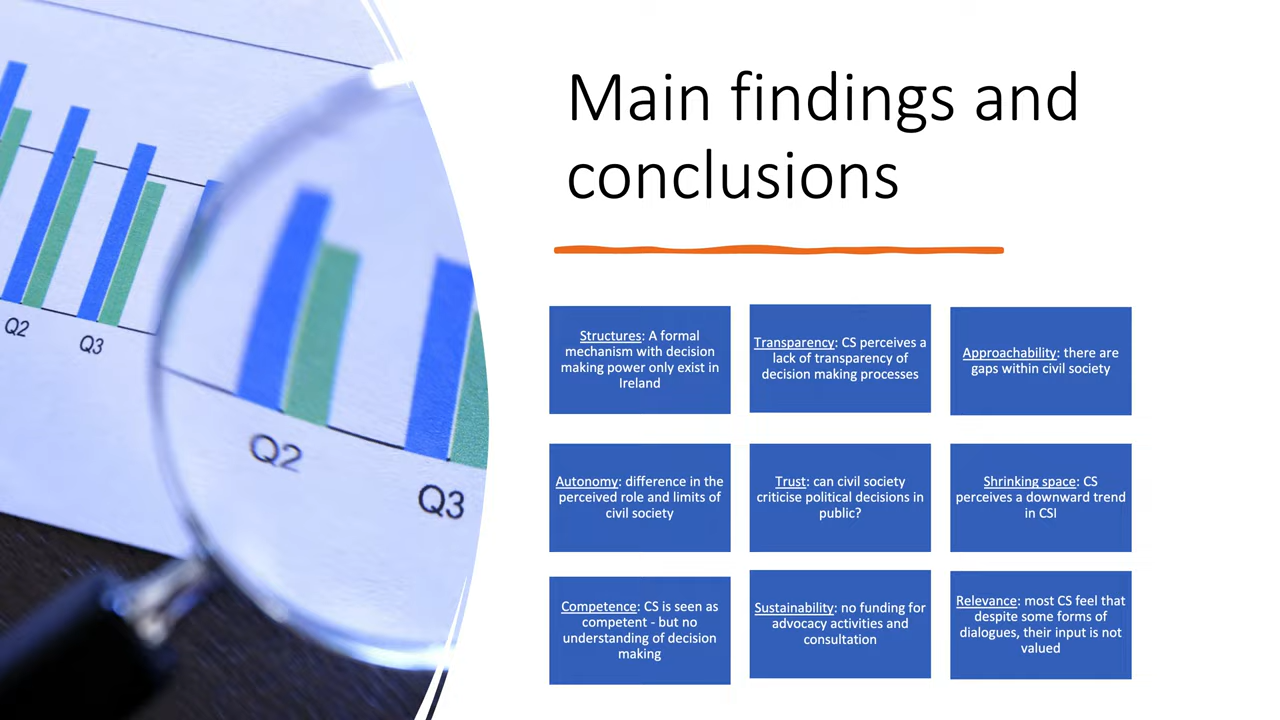 Main findings and
conclusions
Structures: A formal
mechanism with decision
making power only exist in
Ireland
Transparency: CS perceives a
lack of transparency of
decision making processes
Approachability: there are
gaps within civil society
Autonomy: difference in the
perceived role and limits of
civil society
Trust: can civil society
criticise political decisions in
public?
Shrinking space: CS
perceives a downward trend
in CSI
Competence: CS is seen as
competent - but no
understanding of decision
making
Sustainability: no funding for
advocacy activities and
consultation
Relevance: most CS feel that
despite some forms of
dialogues, their input is not
valued
Q2
Q3
Q2
Q3